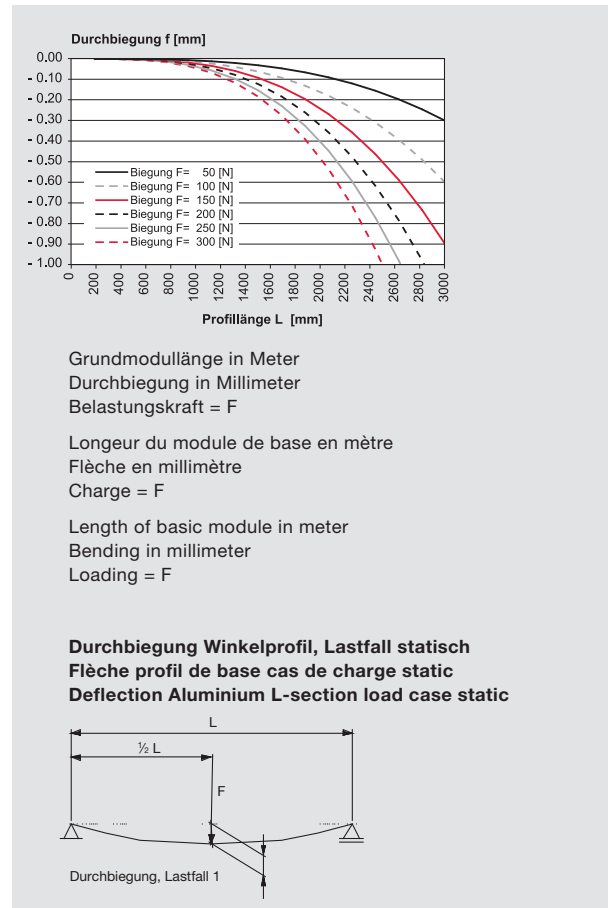 Durchbiegung f [mm]
0.00
- 0.10
- 0.20
- 0.30
- 0.40
- 0.50
- 0.60
- 0.70
- 0.80
- 0.90
- 1.00
Biegung F= 50 [N]
Biegung F= 100 [N]
Biegung F= 150 [N]
Biegung F= 200 [N]
Biegung F= 250 [N]
Biegung F= 300 [N]
0 200 400 600 800 1000 1200 1400 1600 1800 2000 2200 2400 2600 2800 3000
Profillänge L [mm]
Grundmodullänge in Meter
Durchbiegung in Millimeter
Belastungskraft = F
Longeur du module de base en mètre
Flèche en millimètre
Charge = F
Length of basic module in meter
Bending in millimeter
Loading = F
Durchbiegung Winkelprofil, Lastfall statisch
Flèche profil de base cas de charge static
Deflection Aluminium L-section load case static
L
½ L
F
Durchbiegung, Lastfall 1